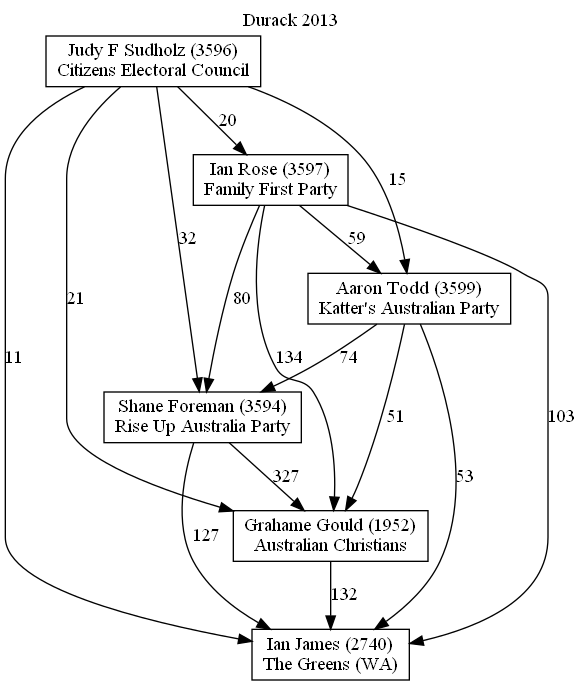 Durack 2013
Judy F Sudholz (3596)
Citizens Electoral Council
20
Ian Rose (3597)
Family First Party
15
32
59
Aaron Todd (3599)
Katter's Australian Party
21
80
11
134
74
Shane Foreman (3594)
Rise Up Australia Party
51
103
327
53
Grahame Gould (1952)
Australian Christians
127
132
Ian James (2740)
The Greens (WA)